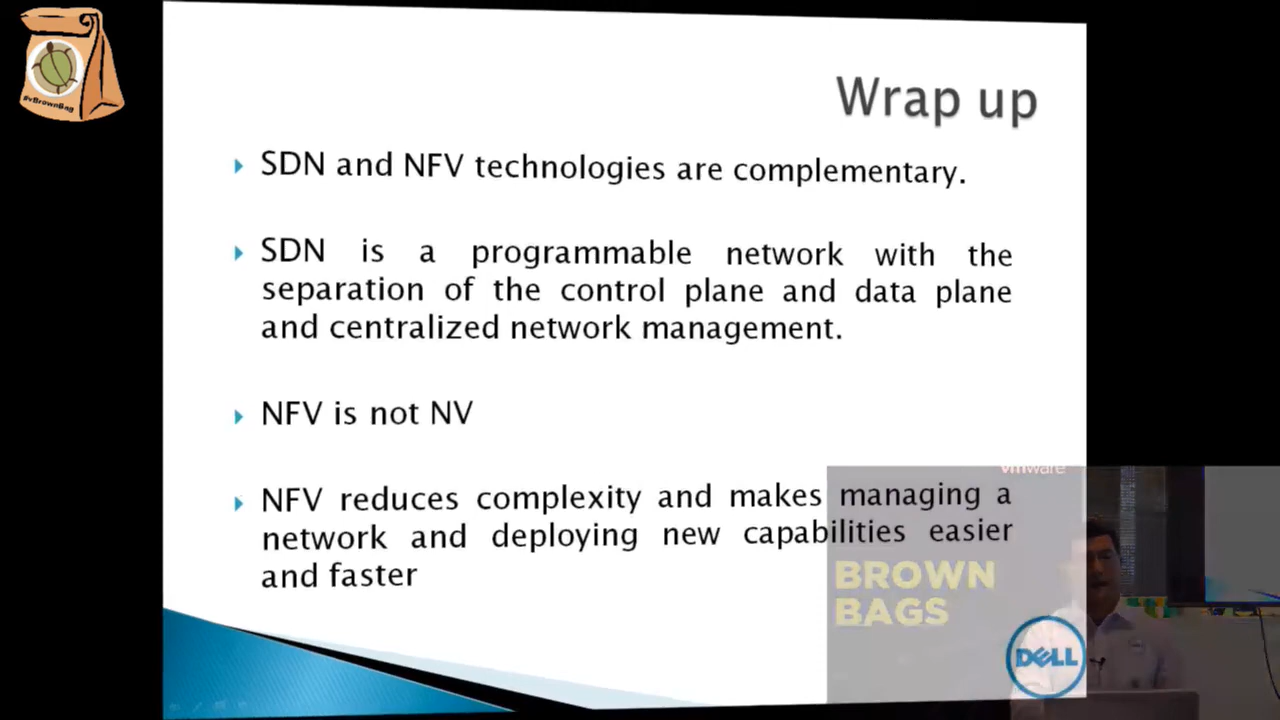 #vBrownBag
Wrap up
SDN and NFV technologies are complementary.
SDN is a programmable network with the
separation of the control plane and data plane
and centralized network management.
NFV is not NV
NFV reduces complexity and makes managing a
network and deploying new capabilities easier
and faster
vmware
BROWN
BAGS
DELL